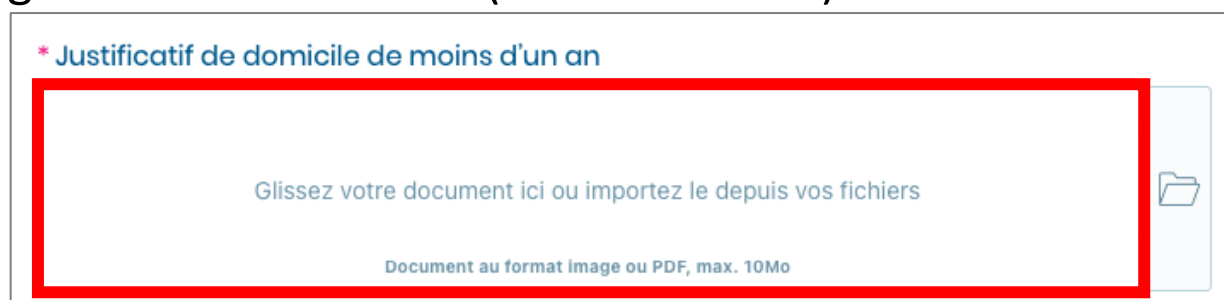 * Justificatif de domicile de moins d'un an
Glissez votre document ici ou importez le depuis vos fichiers
Document au format image ou PDF, max. 10Mo